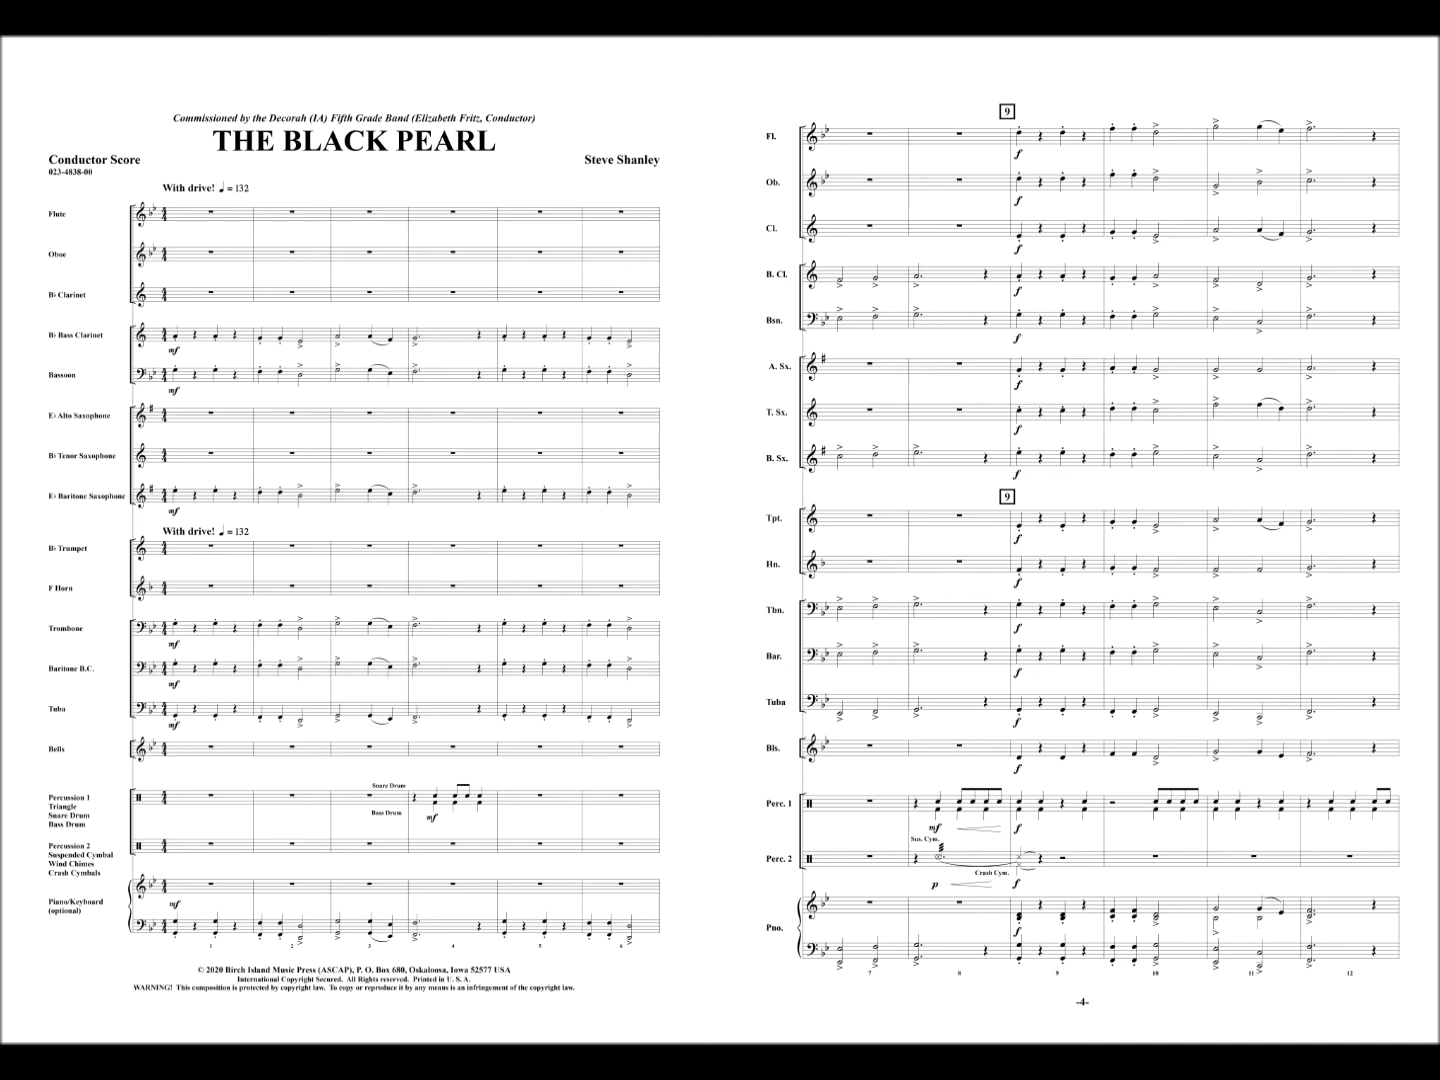 Commissioned by the Decorah (IA) Fifth Grade Band (Elizabeth Fritz, Conductor)
THE BLACK PEARL
Conductor Score
023-4838-00
Steve Shanley
With drive! ♩ = 132
Flute
Oboe
B♭ Clarinet
B♭ Bass Clarinet
mf
Bassoon
mf
E♭ Alto Saxophone
B♭ Tenor Saxophone
E♭ Baritone Saxophone
mf
With drive! ♩ = 132
B♭ Trumpet
F Horn
Trombone
mf
Baritone B.C.
mf
Tuba
mf
Bells
Snare Drum
Percussion 1
Triangle
Snare Drum
Bass Drum
Bass Drum
mf
Percussion 2
Suspended Cymbal
Wind Chimes
Crash Cymbals
Piano/Keyboard
(optional)
mf
1 2 3 4 5 6
© 2020 Birch Island Music Press (ASCAP), P. O. Box 680, Oskaloosa, Iowa 52577 USA
International Copyright Secured. All Rights reserved. Printed in U. S. A.
WARNING! This composition is protected by copyright law. To copy or reproduce it by any means is an infringement of the copyright law.
9
Fl.
f
Ob.
f
Cl.
f
B. Cl.
f
Bsn.
f
A. Sx.
f
T. Sx.
f
B. Sx.
f
9
Tpt.
f
Hn.
f
Tbn.
f
Bar.
f
Tuba
f
Bls.
f
Perc. 1
mf f
Sus. Cym.
Perc. 2
Crash Cym.
p f
Pno.
f
7 8 9 10 11 12
-4-